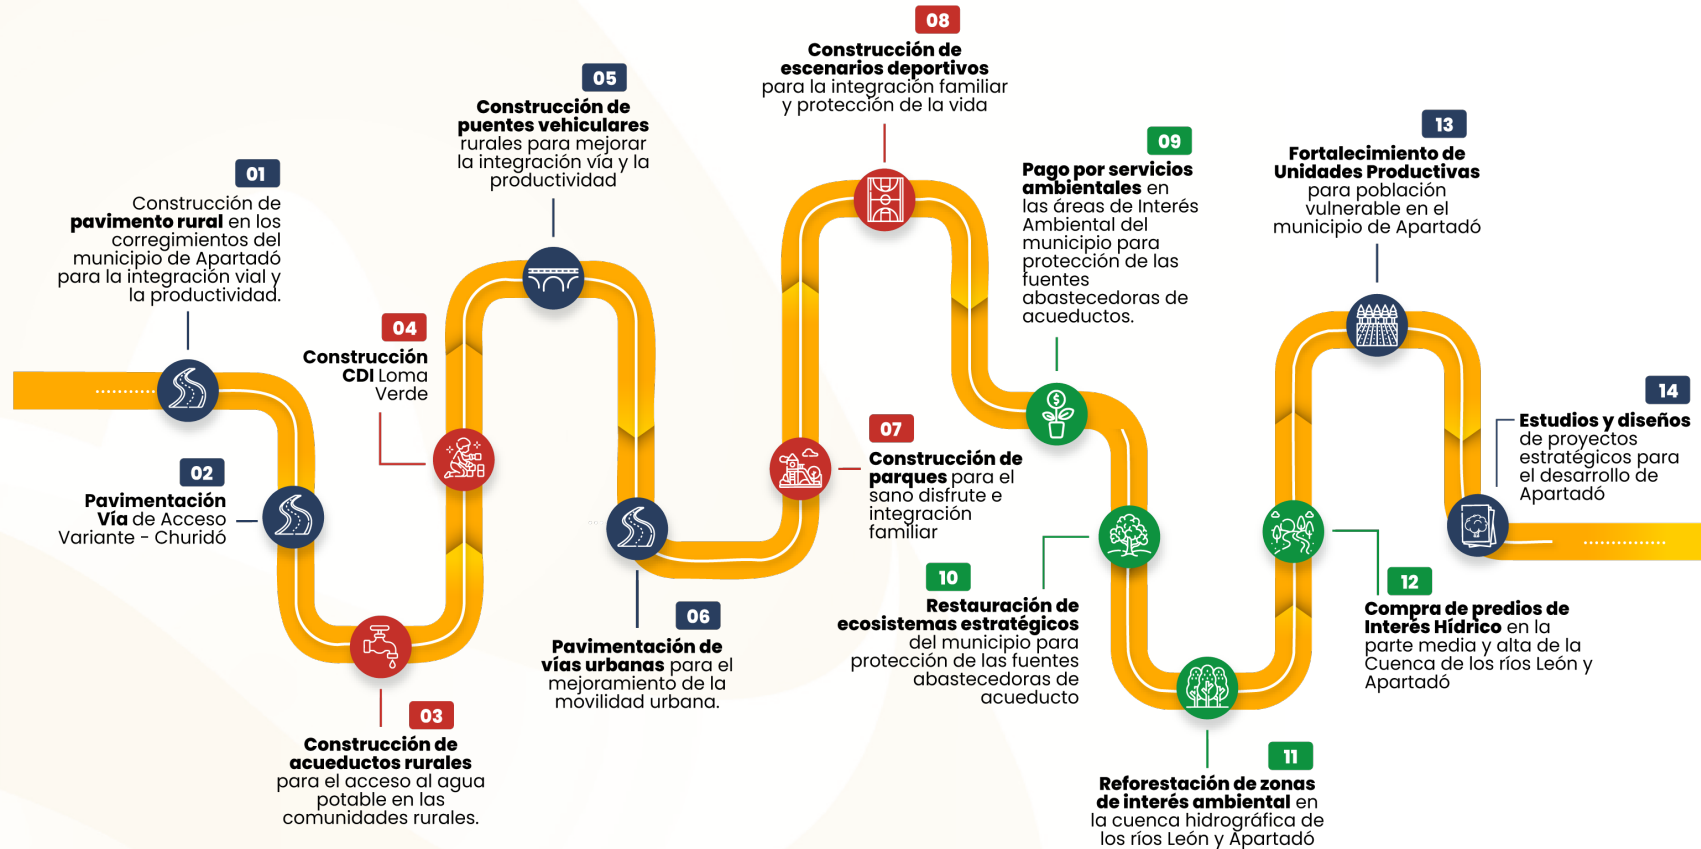 01
Construcción de
pavimento rural en los
corregimientos del
municipio de Apartadó
para la integración vial y
la productividad.
02
Pavimentación
Vía de Acceso
Variante - Churidó
03
Construcción de
acueductos rurales
para el acceso al agua
potable en las
comunidades rurales.
04
Construcción
CDI Loma
Verde
05
Construcción de
puentes vehiculares
rurales para mejorar
la integración vía y la
productividad
06
Pavimentación de
vías urbanas para el
mejoramiento de la
movilidad urbana.
07
Construcción de
parques para el
sano disfrute e
integración
familiar
08
Construcción de
escenarios deportivos
para la integración familiar
y protección de la vida
09
Pago por servicios
ambientales en
las áreas de Interés
Ambiental del
municipio para
protección de las
fuentes
abastecedoras de
acueductos.
10
Restauración de
ecosistemas estratégicos
del municipio para
protección de las fuentes
abastecedoras de
acueducto
11
Reforestación de zonas
de interés ambiental en
la cuenca hidrográfica de
los ríos León y Apartadó
12
Compra de predios de
Interés Hídrico en la
parte media y alta de la
Cuenca de los ríos León y
Apartadó
13
Fortalecimiento de
Unidades Productivas
para población
vulnerable en el
municipio de Apartadó
14
Estudios y diseños
de proyectos
estratégicos para
el desarrollo de
Apartadó